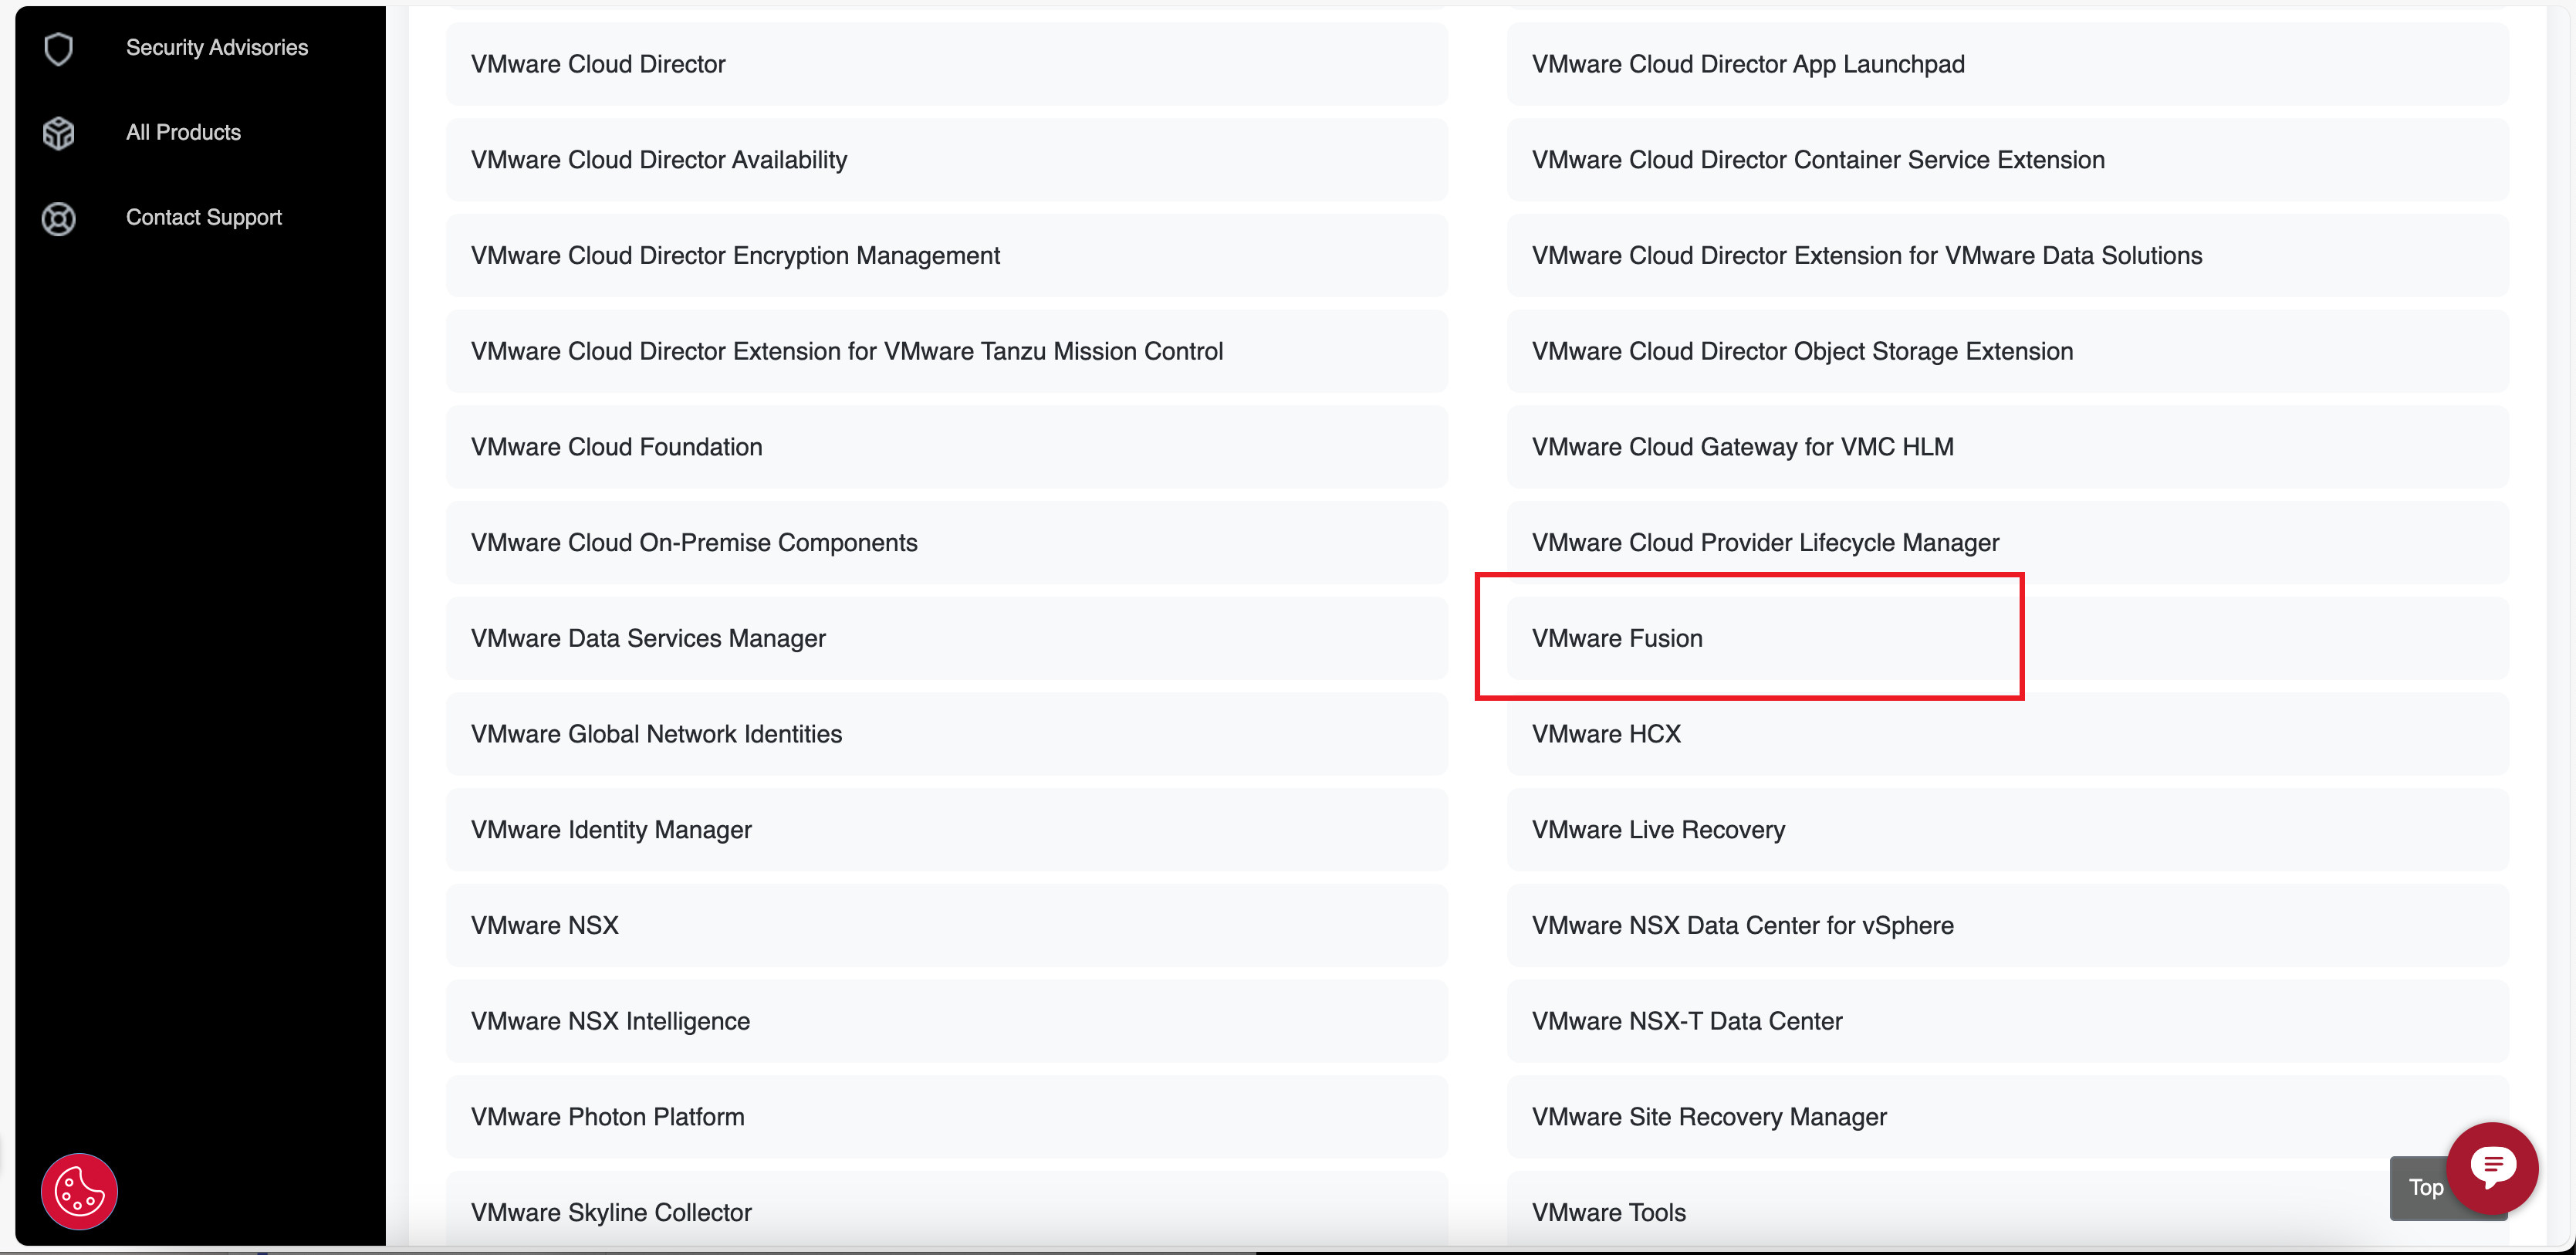 Security Advisories
All Products
Contact Support
VMware Cloud Director
VMware Cloud Director App Launchpad
VMware Cloud Director Availability
VMware Cloud Director Container Service Extension
VMware Cloud Director Encryption Management
VMware Cloud Director Extension for VMware Data Solutions
VMware Cloud Director Extension for VMware Tanzu Mission Control
VMware Cloud Director Object Storage Extension
VMware Cloud Foundation
VMware Cloud Gateway for VMC HLM
VMware Cloud On-Premise Components
VMware Cloud Provider Lifecycle Manager
VMware Data Services Manager
VMware Fusion
VMware Global Network Identities
VMware HCX
VMware Identity Manager
VMware Live Recovery
VMware NSX
VMware NSX Data Center for vSphere
VMware NSX Intelligence
VMware NSX-T Data Center
VMware Photon Platform
VMware Site Recovery Manager
VMware Skyline Collector
VMware Tools
Top